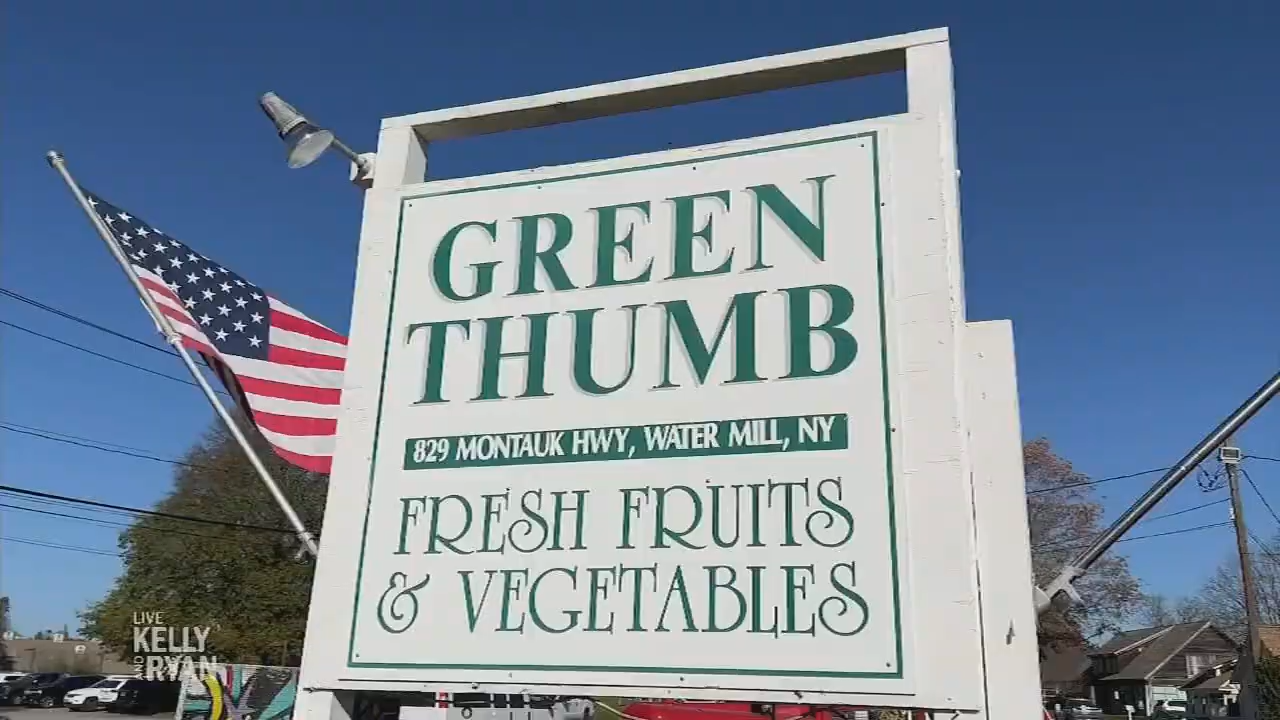 GREEN
THUMB
829 MONTAUK HWY, WATER MILL, NY
FRESH FRUITS
& VEGETABLES
LIVE
KELLY
AND RYAN